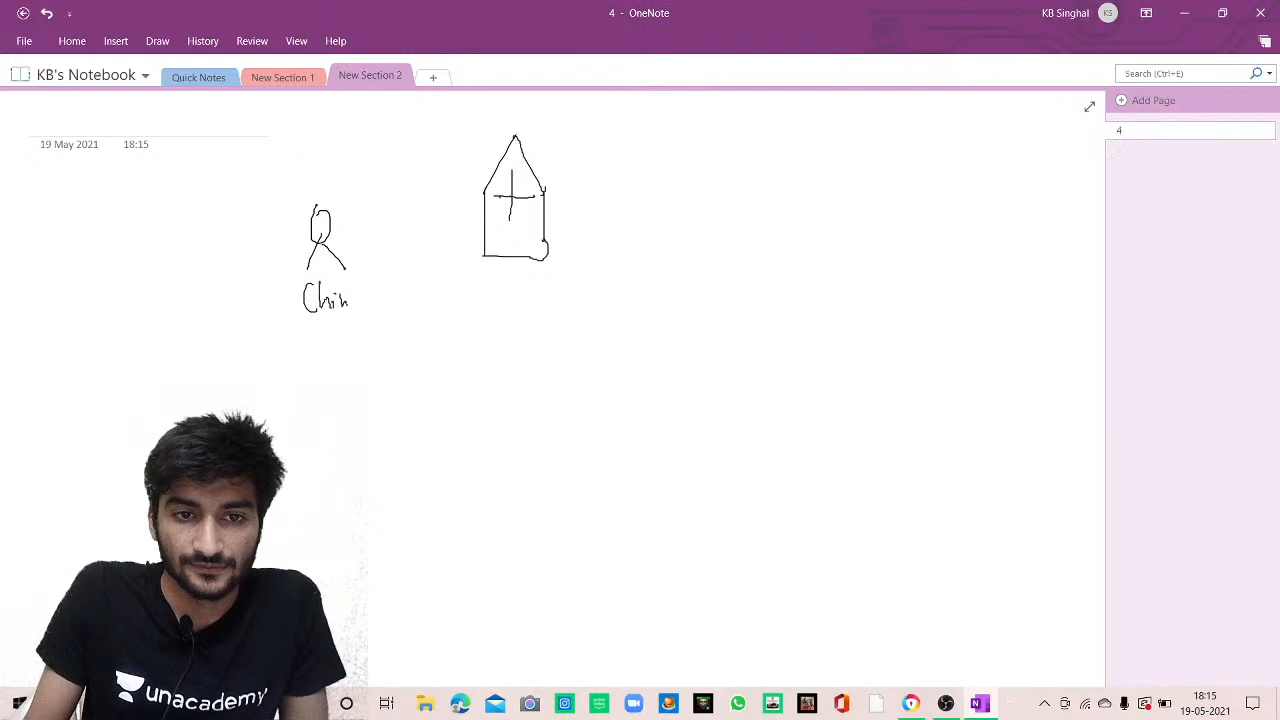 4 - OneNote
KB Singhal
KS
File
Home
Insert
Draw
History
Review
View
Help
KB's Notebook
Quick Notes
New Section 1
New Section 2
Search (Ctrl+E)
Add Page
4
19 May 2021
18:15
Chin
unacademy
18:15
19-05-2021